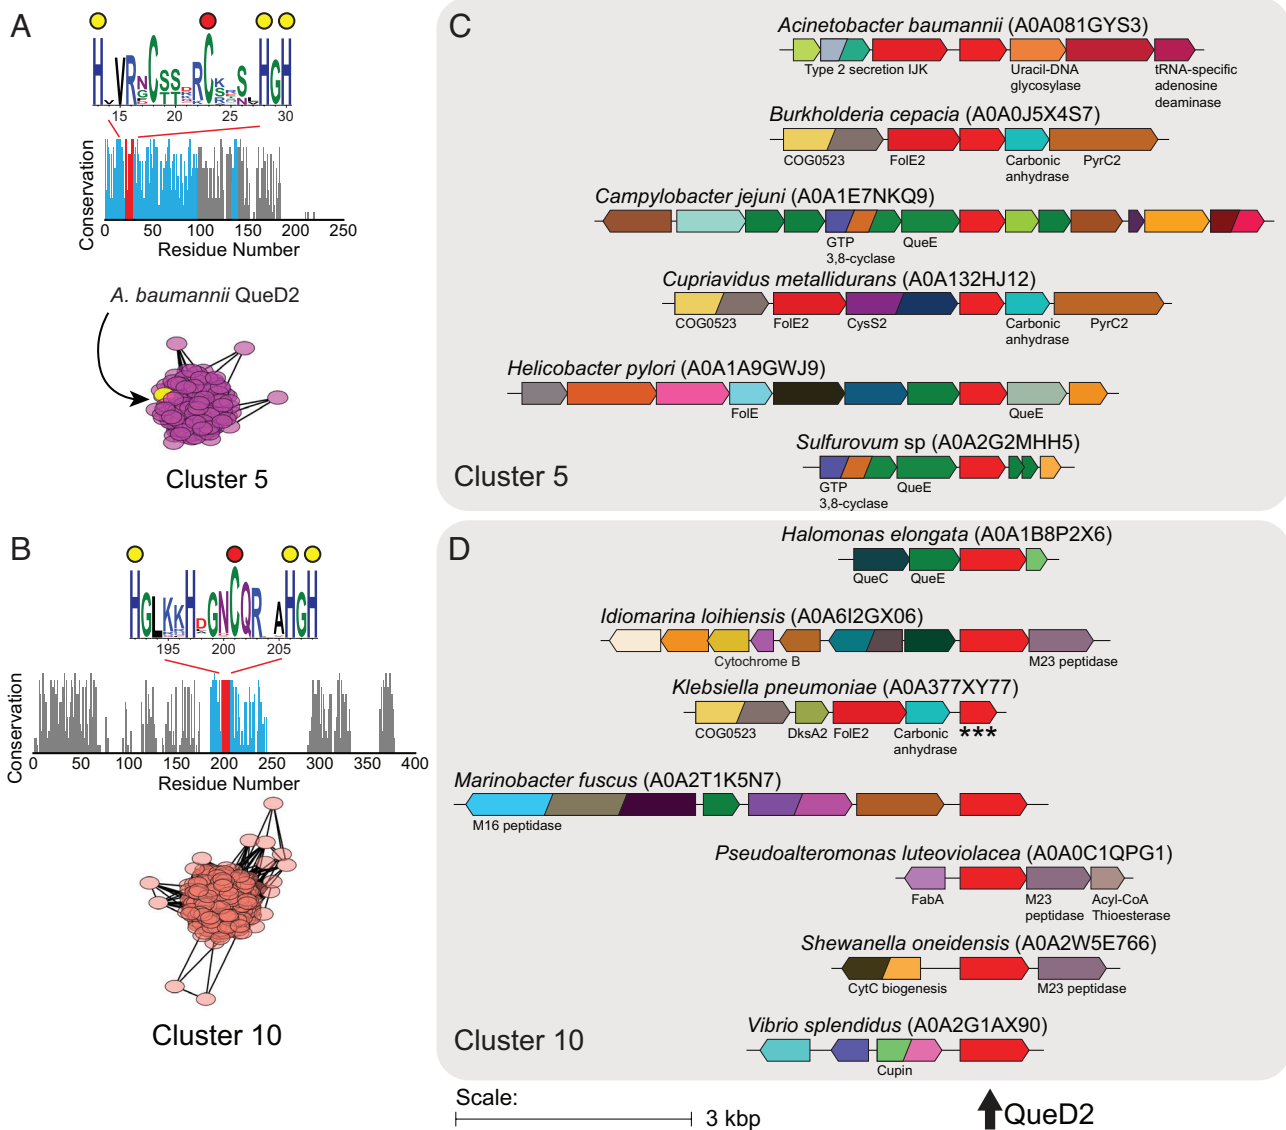 A
H V R N G C S T S T R C K S S H G H
15 20 25 30
Conservation
0 50 100 150 200 250
Residue Number
A. baumannii QueD2
Cluster 5
B
H G L K K H D G N C Q R A H G H
195 200 205
Conservation
0 50 100 150 200 250 300 350 400
Residue Number
Cluster 10
C
Acinetobacter baumannii (A0A081GYS3)
Type 2 secretion IJK
Uracil-DNA
glycosylase
tRNA-specific
adenosine
deaminase
Burkholderia cepacia (A0A0J5X4S7)
COG0523 FolE2 Carbonic
anhydrase
PyrC2
Campylobacter jejuni (A0A1E7NKQ9)
GTP
3,8-cyclase
QueE
Cupriavidus metallidurans (A0A132HJ12)
COG0523 FolE2 CysS2 Carbonic
anhydrase
PyrC2
Helicobacter pylori (A0A1A9GWJ9)
FolE QueE
Sulfurovum sp (A0A2G2MHH5)
GTP
3,8-cyclase
QueE
Cluster 5
D
Halomonas elongata (A0A1B8P2X6)
QueC QueE
Idiomarina loihiensis (A0A6I2GX06)
Cytochrome B M23 peptidase
Klebsiella pneumoniae (A0A377XY77)
COG0523 DksA2 FolE2 Carbonic
anhydrase
***
Marinobacter fuscus (A0A2T1K5N7)
M16 peptidase
Pseudoalteromonas luteoviolacea (A0A0C1QPG1)
FabA M23
peptidase
Acyl-CoA
Thioesterase
Shewanella oneidensis (A0A2W5E766)
CytC biogenesis M23 peptidase
Vibrio splendidus (A0A2G1AX90)
Cupin
Cluster 10
Scale:
3 kbp
QueD2